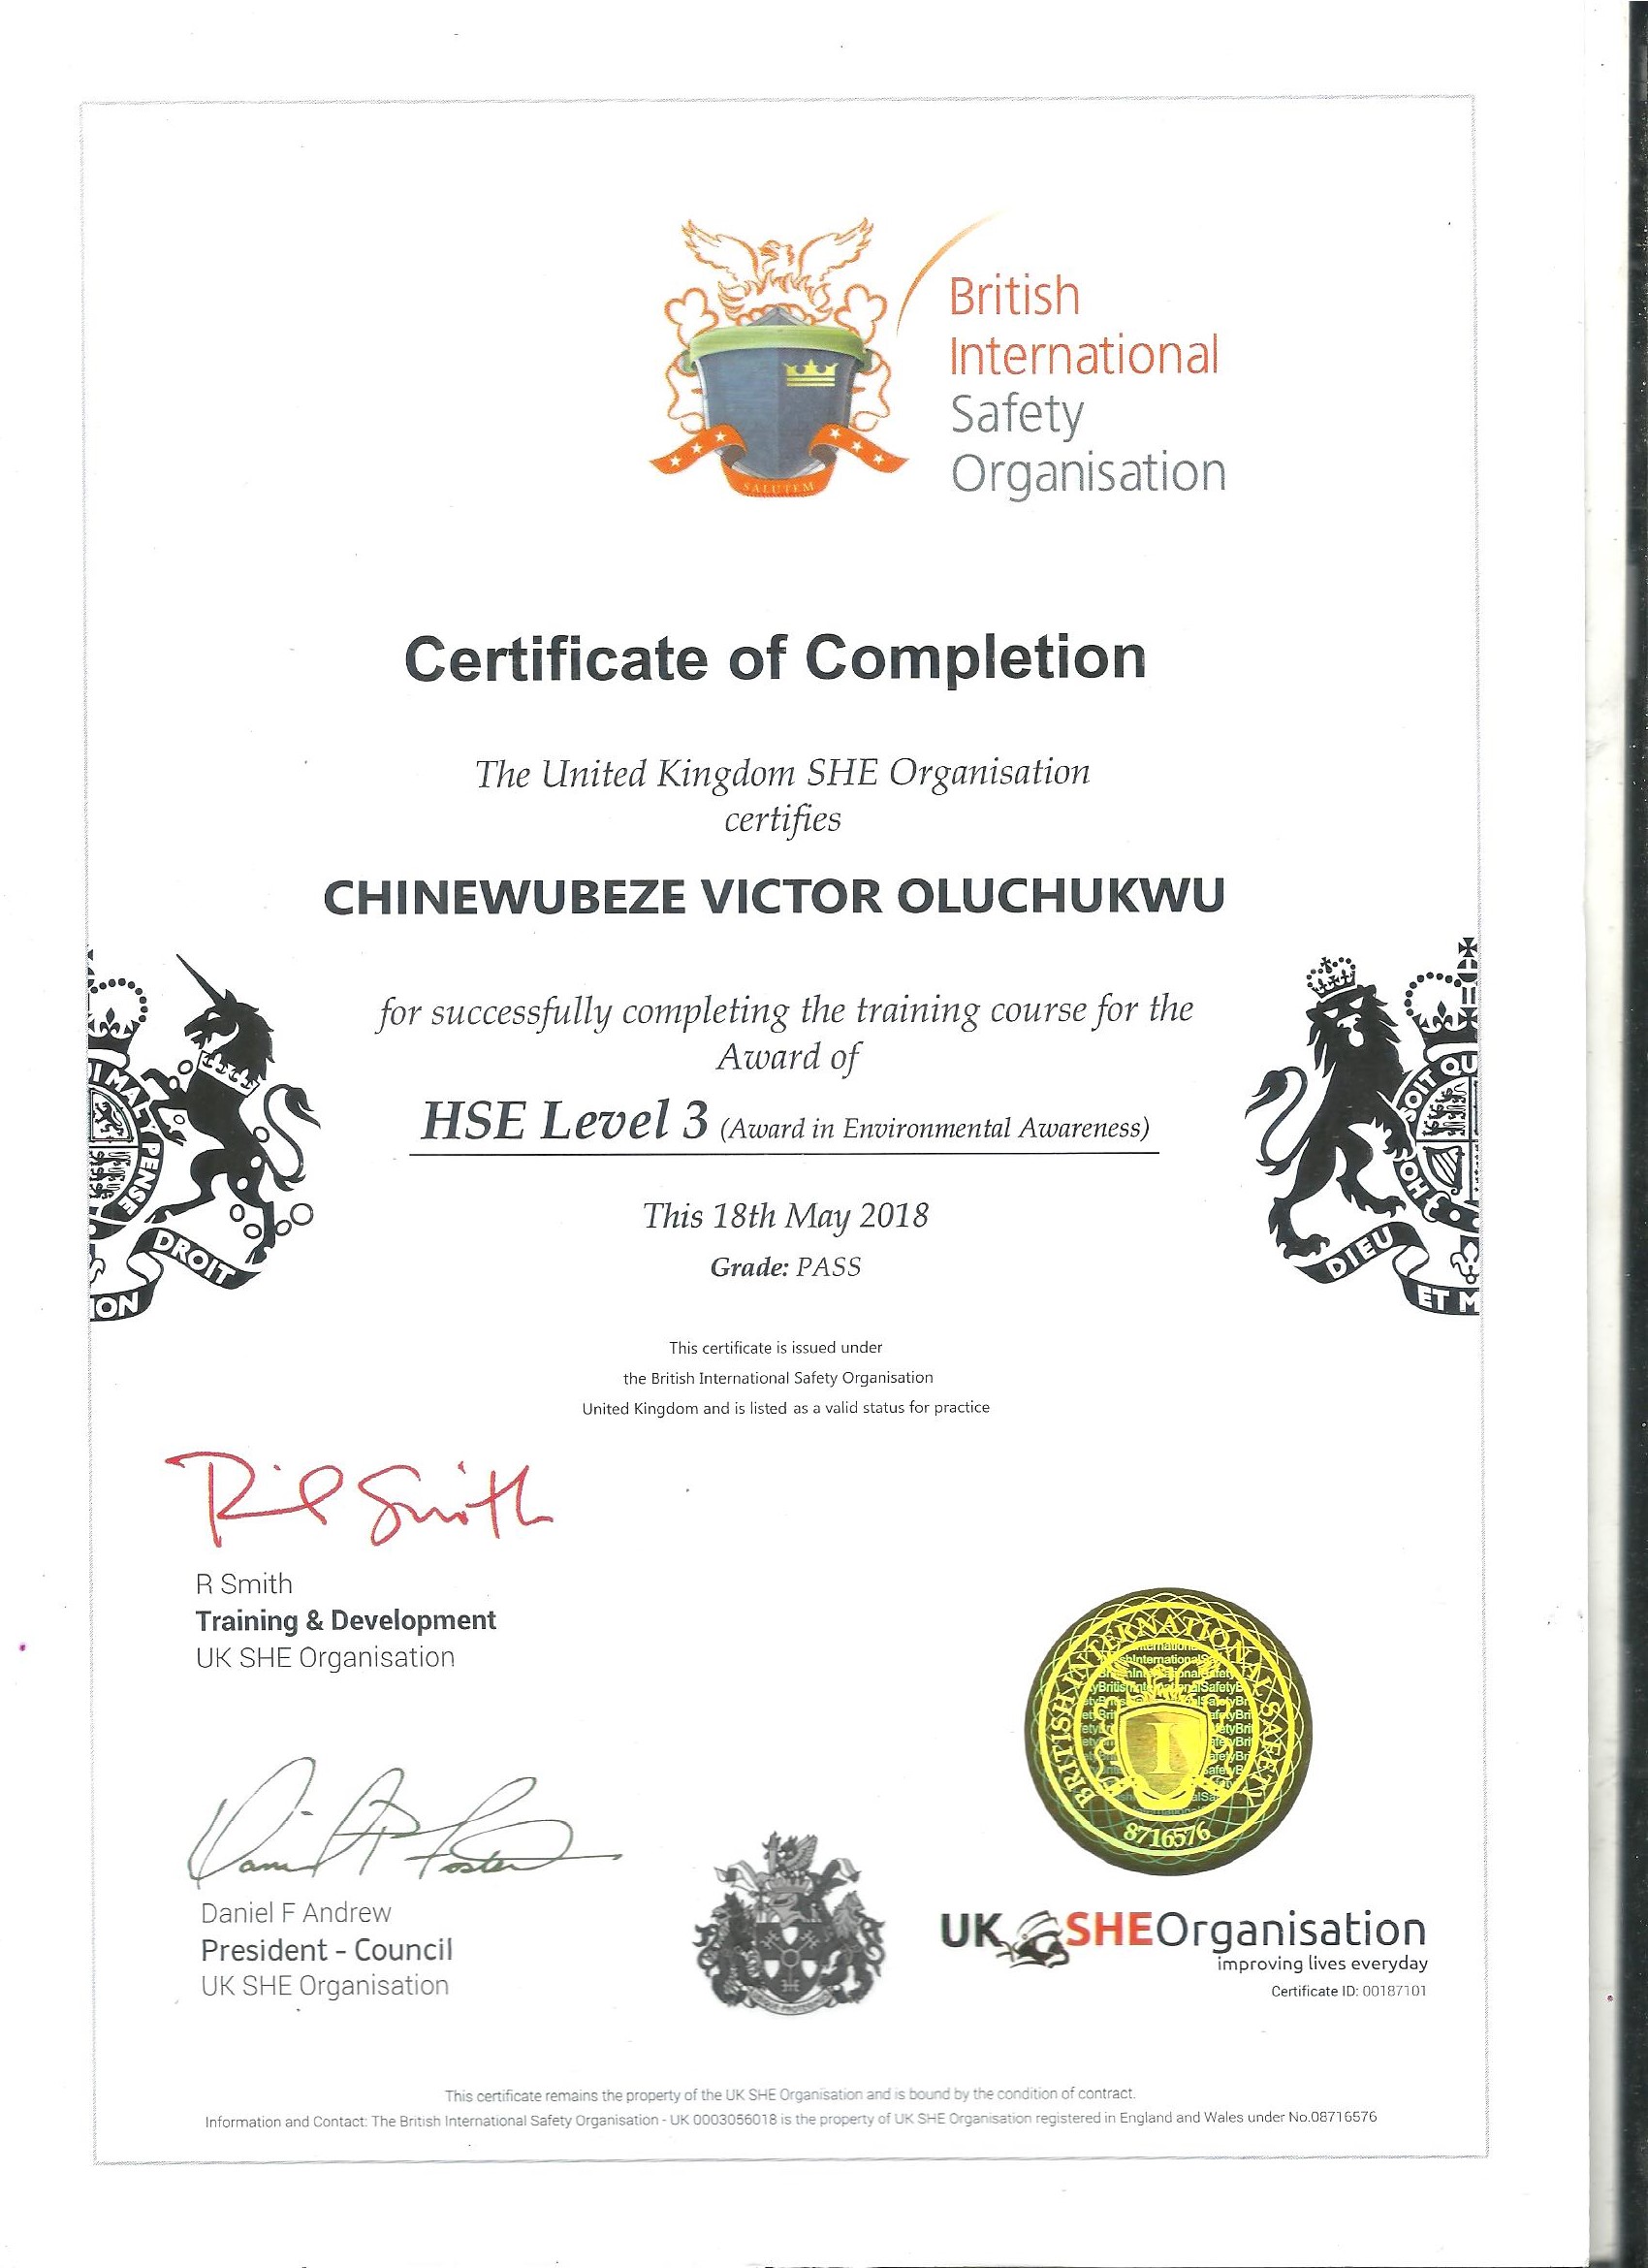 British
International
Safety
Organisation
SALUTEM
Certificate of Completion
The United Kingdom SHE Organisation
certifies
CHINEWUBEZE VICTOR OLUCHUKWU
for successfully completing the training course for the
Award of
HSE Level 3 (Award in Environmental Awareness)
This 18th May 2018
Grade: PASS
I MAL Y PENSE
DROIT
ION
SOIT QU
HO
DIEU
ET M
This certificate is issued under
the British International Safety Organisation
United Kingdom and is listed as a valid status for practice
Smith
R Smith
Training & Development
UK SHE Organisation
BRITISH INTERNATIONAL SAFETY
8716576
Daniel F Andrew
President - Council
UK SHE Organisation
UK SHEOrganisation
improving lives everyday
Certificate ID: 00187101
This certificate remains the property of the UK SHE Organisation and is bound by the condition of contract.
Information and Contact: The British International Safety Organisation - UK 0003056018 is the property of UK SHE Organisation registered in England and Wales under No.08716576